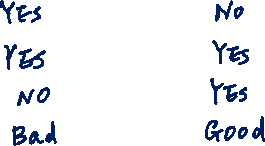 YES No
YES YES
NO YES
Bad Good